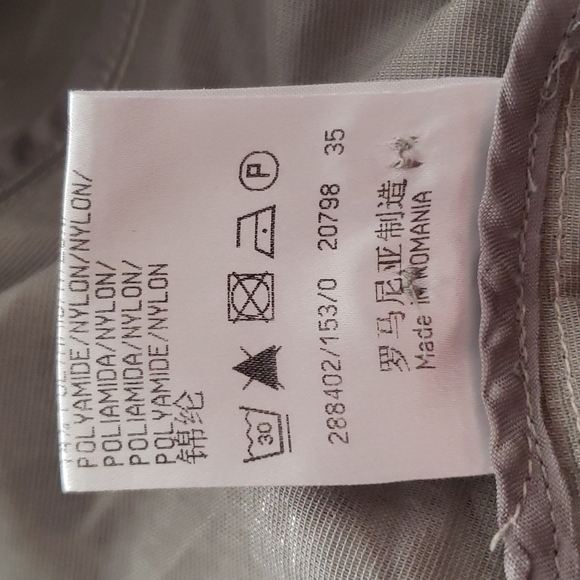 POLYAMIDE/NYLON/NYLON/
POLIAMIDA/NYLON/
POLIAMIDA/NYLON/
POLYAMIDE/NYLON
锦纶
30
P
288402/153/0 20798 35
罗马尼亚制造
Made in